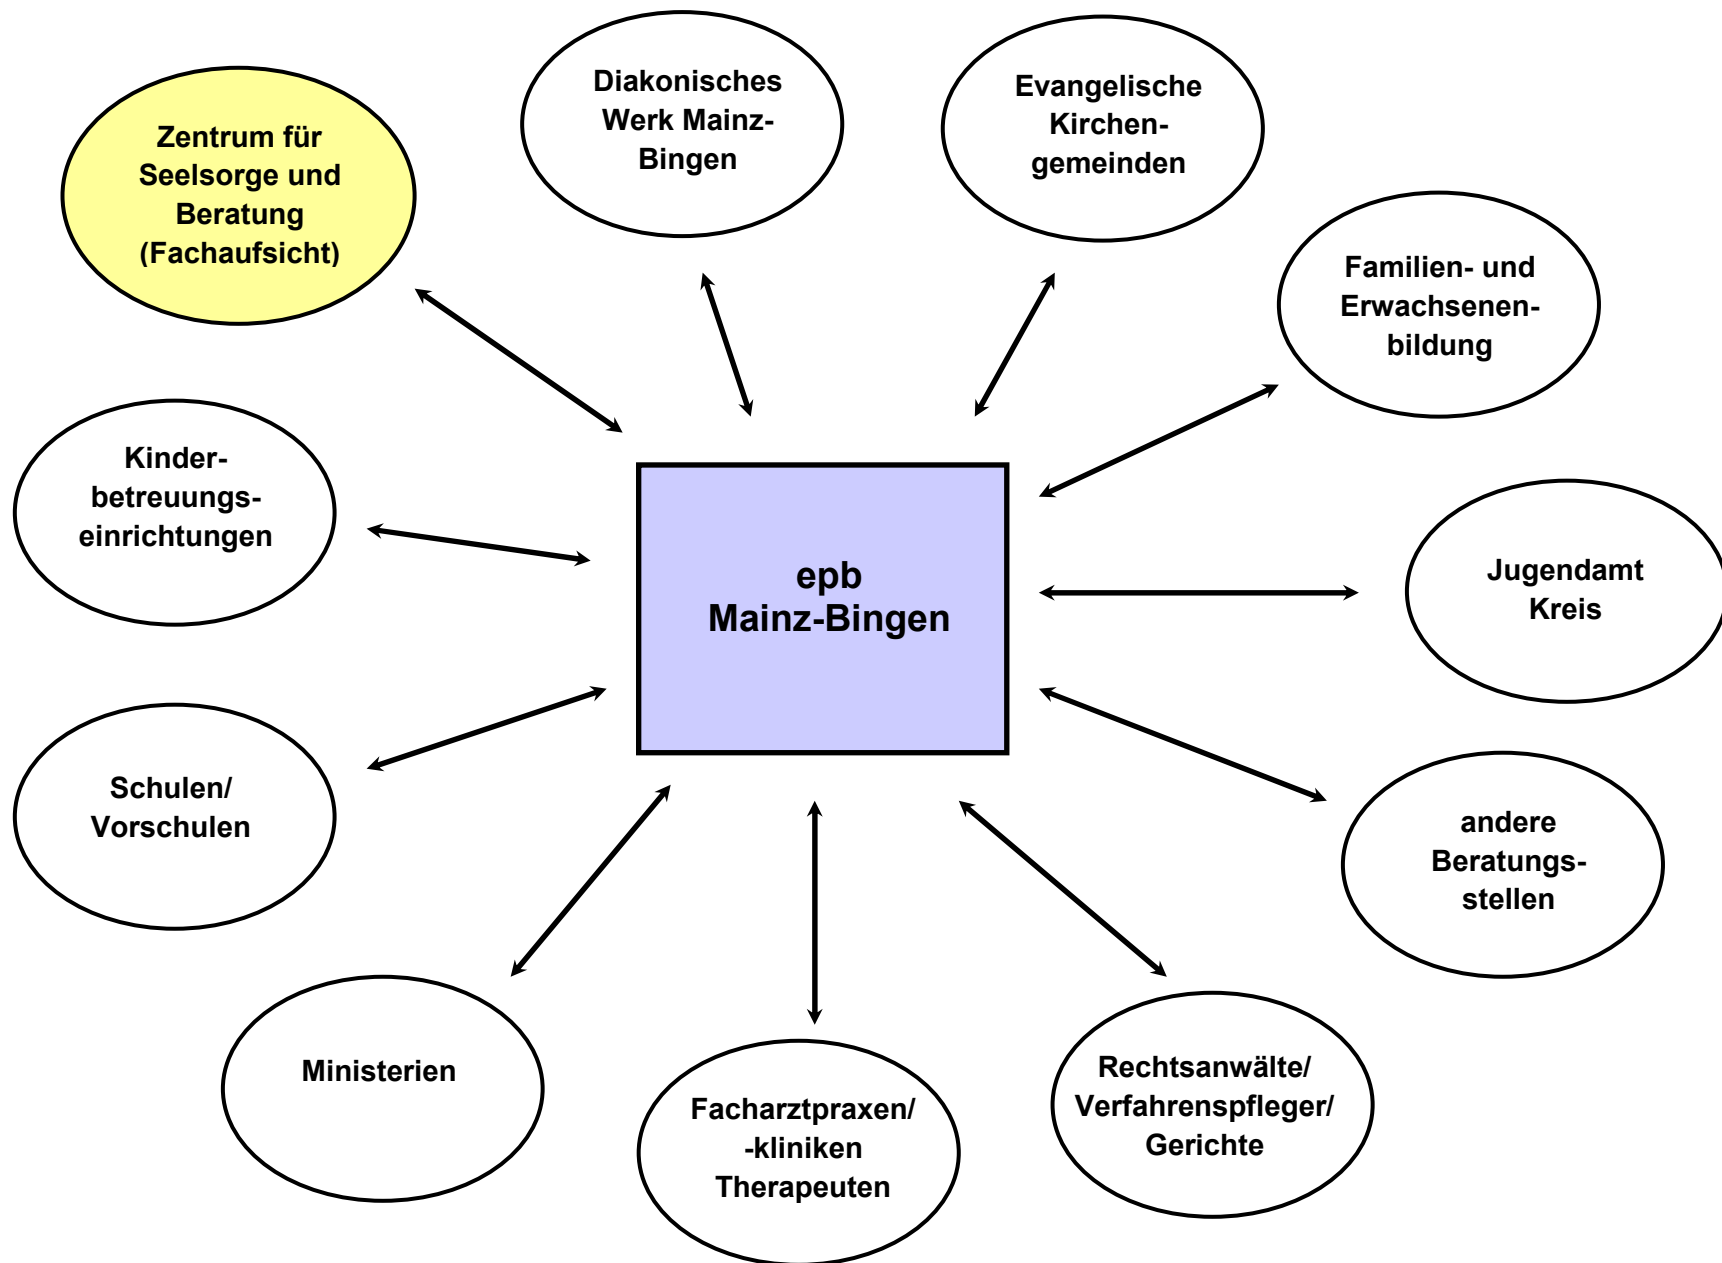 Zentrum für
Seelsorge und
Beratung
(Fachaufsicht)
Diakonisches
Werk Mainz-
Bingen
Evangelische
Kirchen-
gemeinden
Familien- und
Erwachsenen-
bildung
Kinder-
betreuungs-
einrichtungen
epb
Mainz-Bingen
Jugendamt
Kreis
Schulen/
Vorschulen
andere
Beratungs-
stellen
Ministerien
Facharztpraxen/
-kliniken
Therapeuten
Rechtsanwälte/
Verfahrenspfleger/
Gerichte